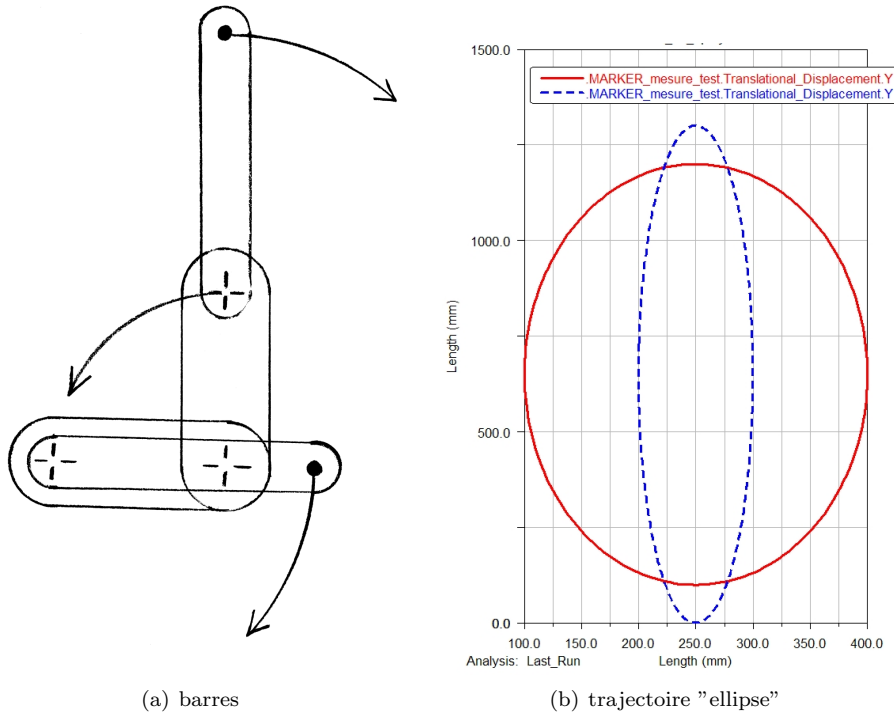 1500.0
.MARKER_mesure_test.Translational_Displacement.Y
.MARKER_mesure_test.Translational_Displacement.Y
1000.0
Length (mm)
500.0
0.0
100.0 150.0 200.0 250.0 300.0 350.0 400.0
Analysis: Last_Run Length (mm)
(a) barres
(b) trajectoire "ellipse"